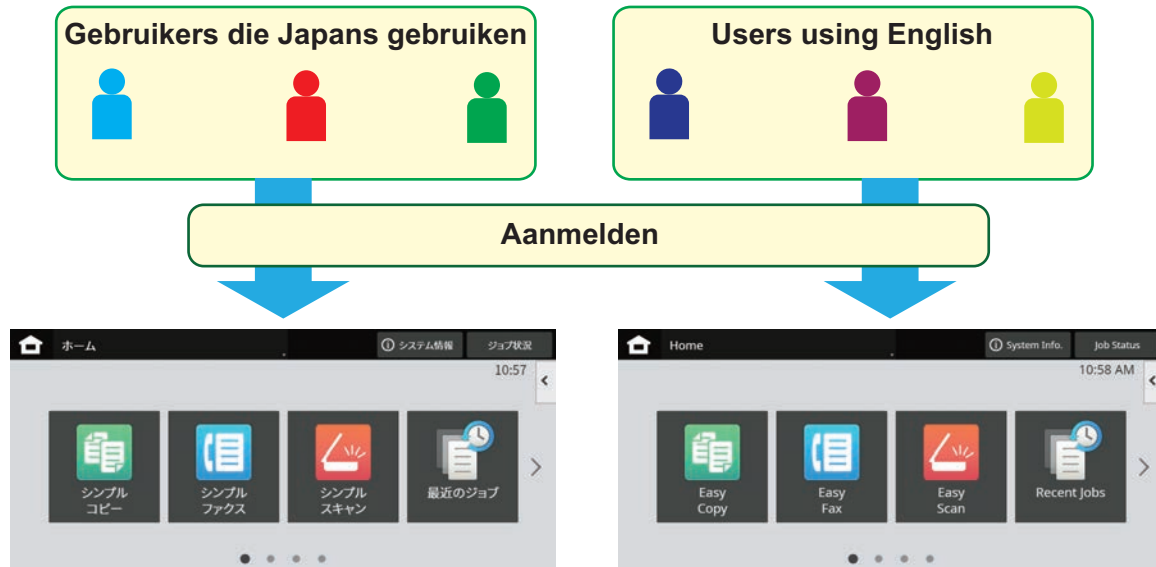 Gebruikers die Japans gebruiken
Users using English
Aanmelden
ホーム
システム情報
ジョブ状況
10:57
シンプル
コピー
シンプル
ファクス
シンプル
スキャン
最近のジョブ
Home
System Info.
Job Status
10:58 AM
Easy
Copy
Easy
Fax
Easy
Scan
Recent Jobs